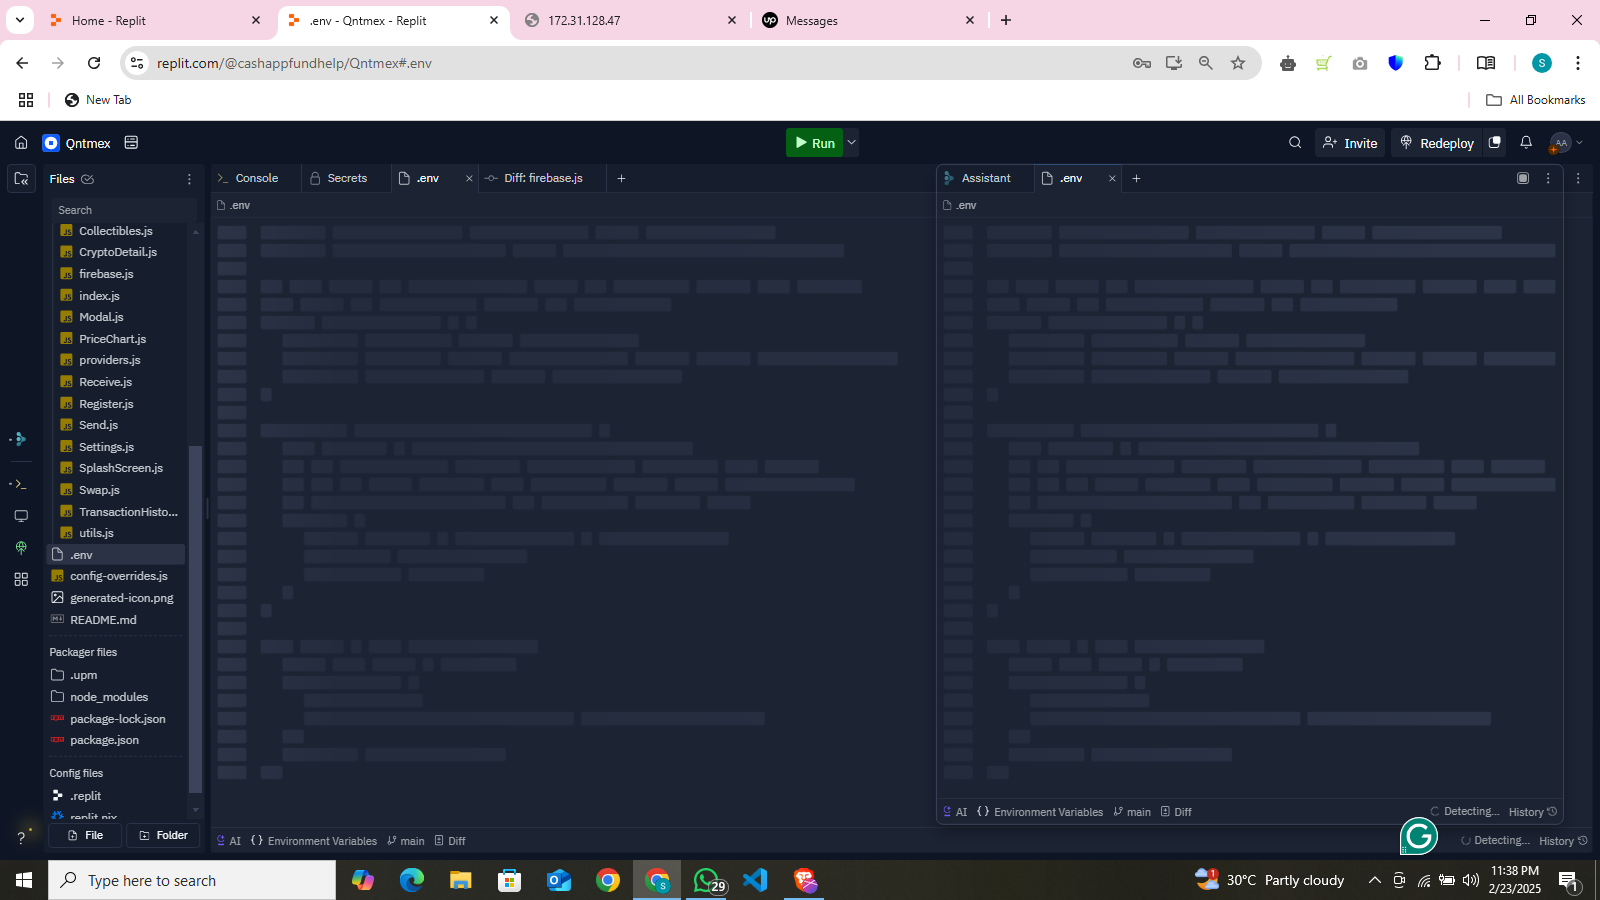 Home - Replit
.env - Qntmex - Replit
172.31.128.47
up
Messages
replit.com/@cashappfundhelp/Qntmex#.env
S
New Tab
All Bookmarks
Qntmex
Run
Invite
Redeploy
AA
Files
Console
Secrets
.env
Diff: firebase.js
Assistant
.env
Search
.env
.env
Collectibles.js
CryptoDetail.js
firebase.js
index.js
Modal.js
PriceChart.js
providers.js
Receive.js
Register.js
Send.js
Settings.js
SplashScreen.js
Swap.js
TransactionHisto...
utils.js
.env
config-overrides.js
generated-icon.png
README.md
Packager files
.upm
node_modules
package-lock.json
package.json
Config files
.replit
replit.nix
File
Folder
AI
{} Environment Variables
main
Diff
Detecting...
History
AI
{} Environment Variables
main
Diff
Detecting...
History
G
Type here to search
S
29
1
30°C Partly cloudy
11:38 PM
2/23/2025
1